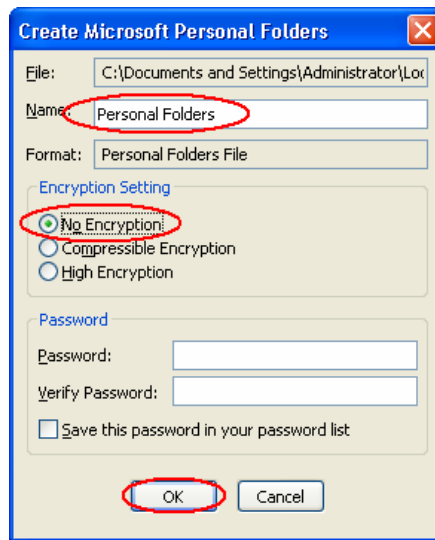 Create Microsoft Personal Folders
File: C:\Documents and Settings\Administrator\Loc
Name: Personal Folders
Format: Personal Folders File
Encryption Setting
No Encryption
Compressible Encryption
High Encryption
Password
Password:
Verify Password:
Save this password in your password list
OK Cancel